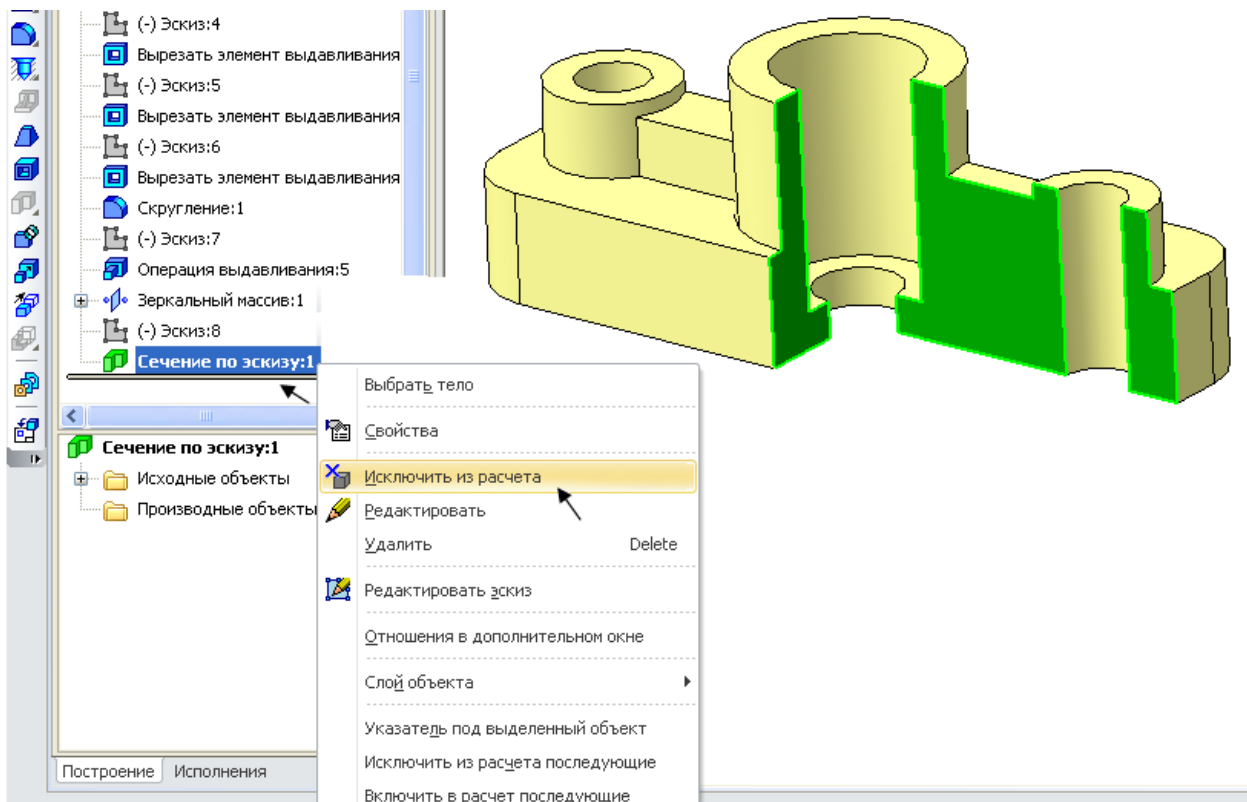 (-) Эскиз:4
Вырезать элемент выдавливания
(-) Эскиз:5
Вырезать элемент выдавливания
(-) Эскиз:6
Вырезать элемент выдавливания
Скругление:1
(-) Эскиз:7
Операция выдавливания:5
Зеркальный массив:1
(-) Эскиз:8
Сечение по эскизу:1
Сечение по эскизу:1
Исходные объекты
Производные объекты
Построение Исполнения
Выбрать тело
Свойства
Исключить из расчета
Редактировать
Удалить Delete
Редактировать эскиз
Отношения в дополнительном окне
Слой объекта
Указатель под выделенный объект
Исключить из расчета последующие
Включить в расчет последующие